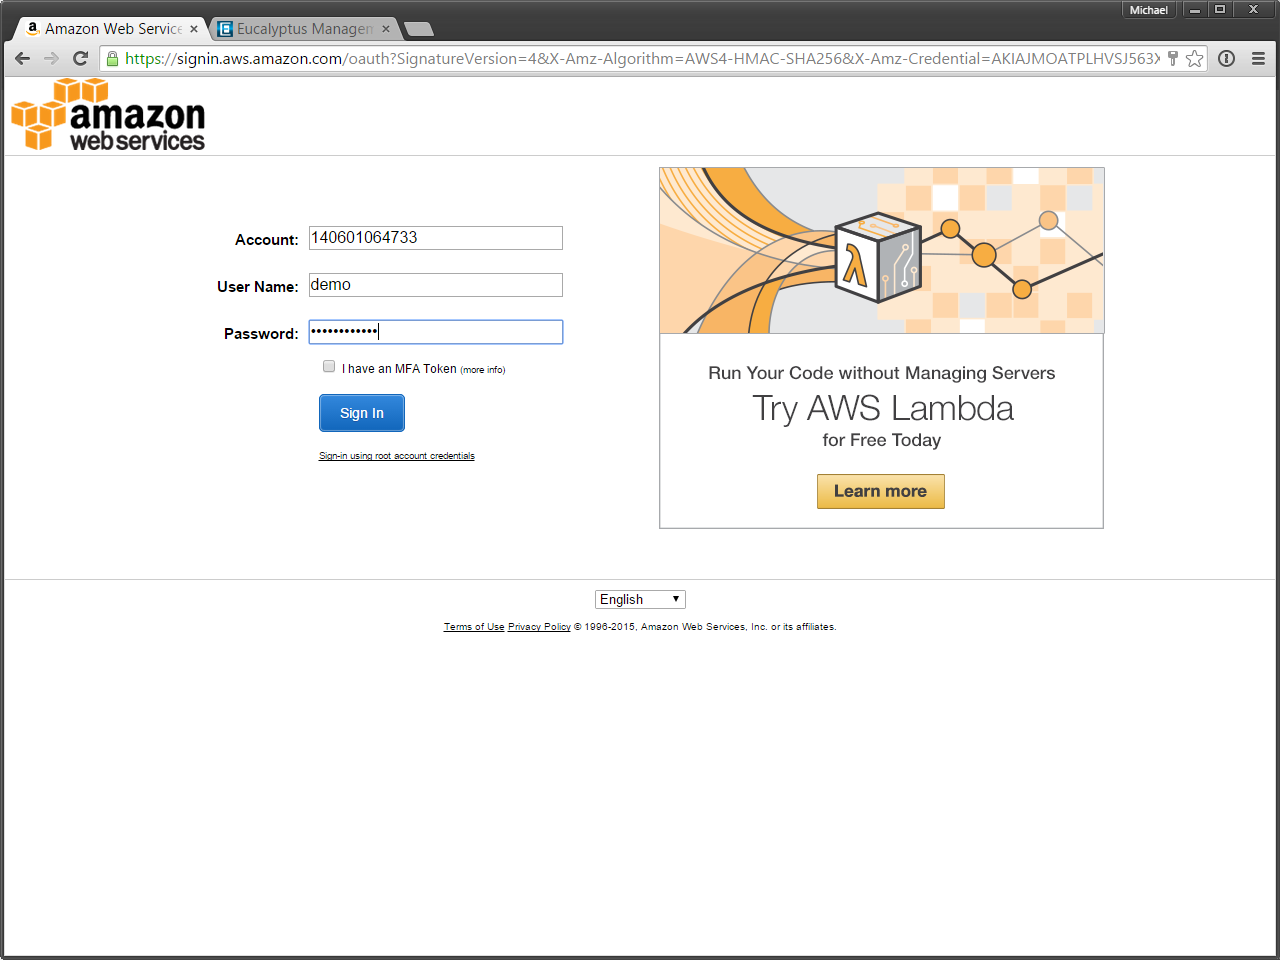 Michael
Amazon Web Service
Eucalyptus Managem
https://signin.aws.amazon.com/oauth?SignatureVersion=4&X-Amz-Algorithm=AWS4-HMAC-SHA256&X-Amz-Credential=AKIAJMOATPLHVSJ563X
amazon
web services
Account: 140601064733
User Name: demo
Password: ••••••••••••
I have an MFA Token (more info)
Sign In
Sign-in using root account credentials
λ
Run Your Code without Managing Servers
Try AWS Lambda
for Free Today
Learn more
English
Terms of Use Privacy Policy © 1996-2015, Amazon Web Services, Inc. or its affiliates.